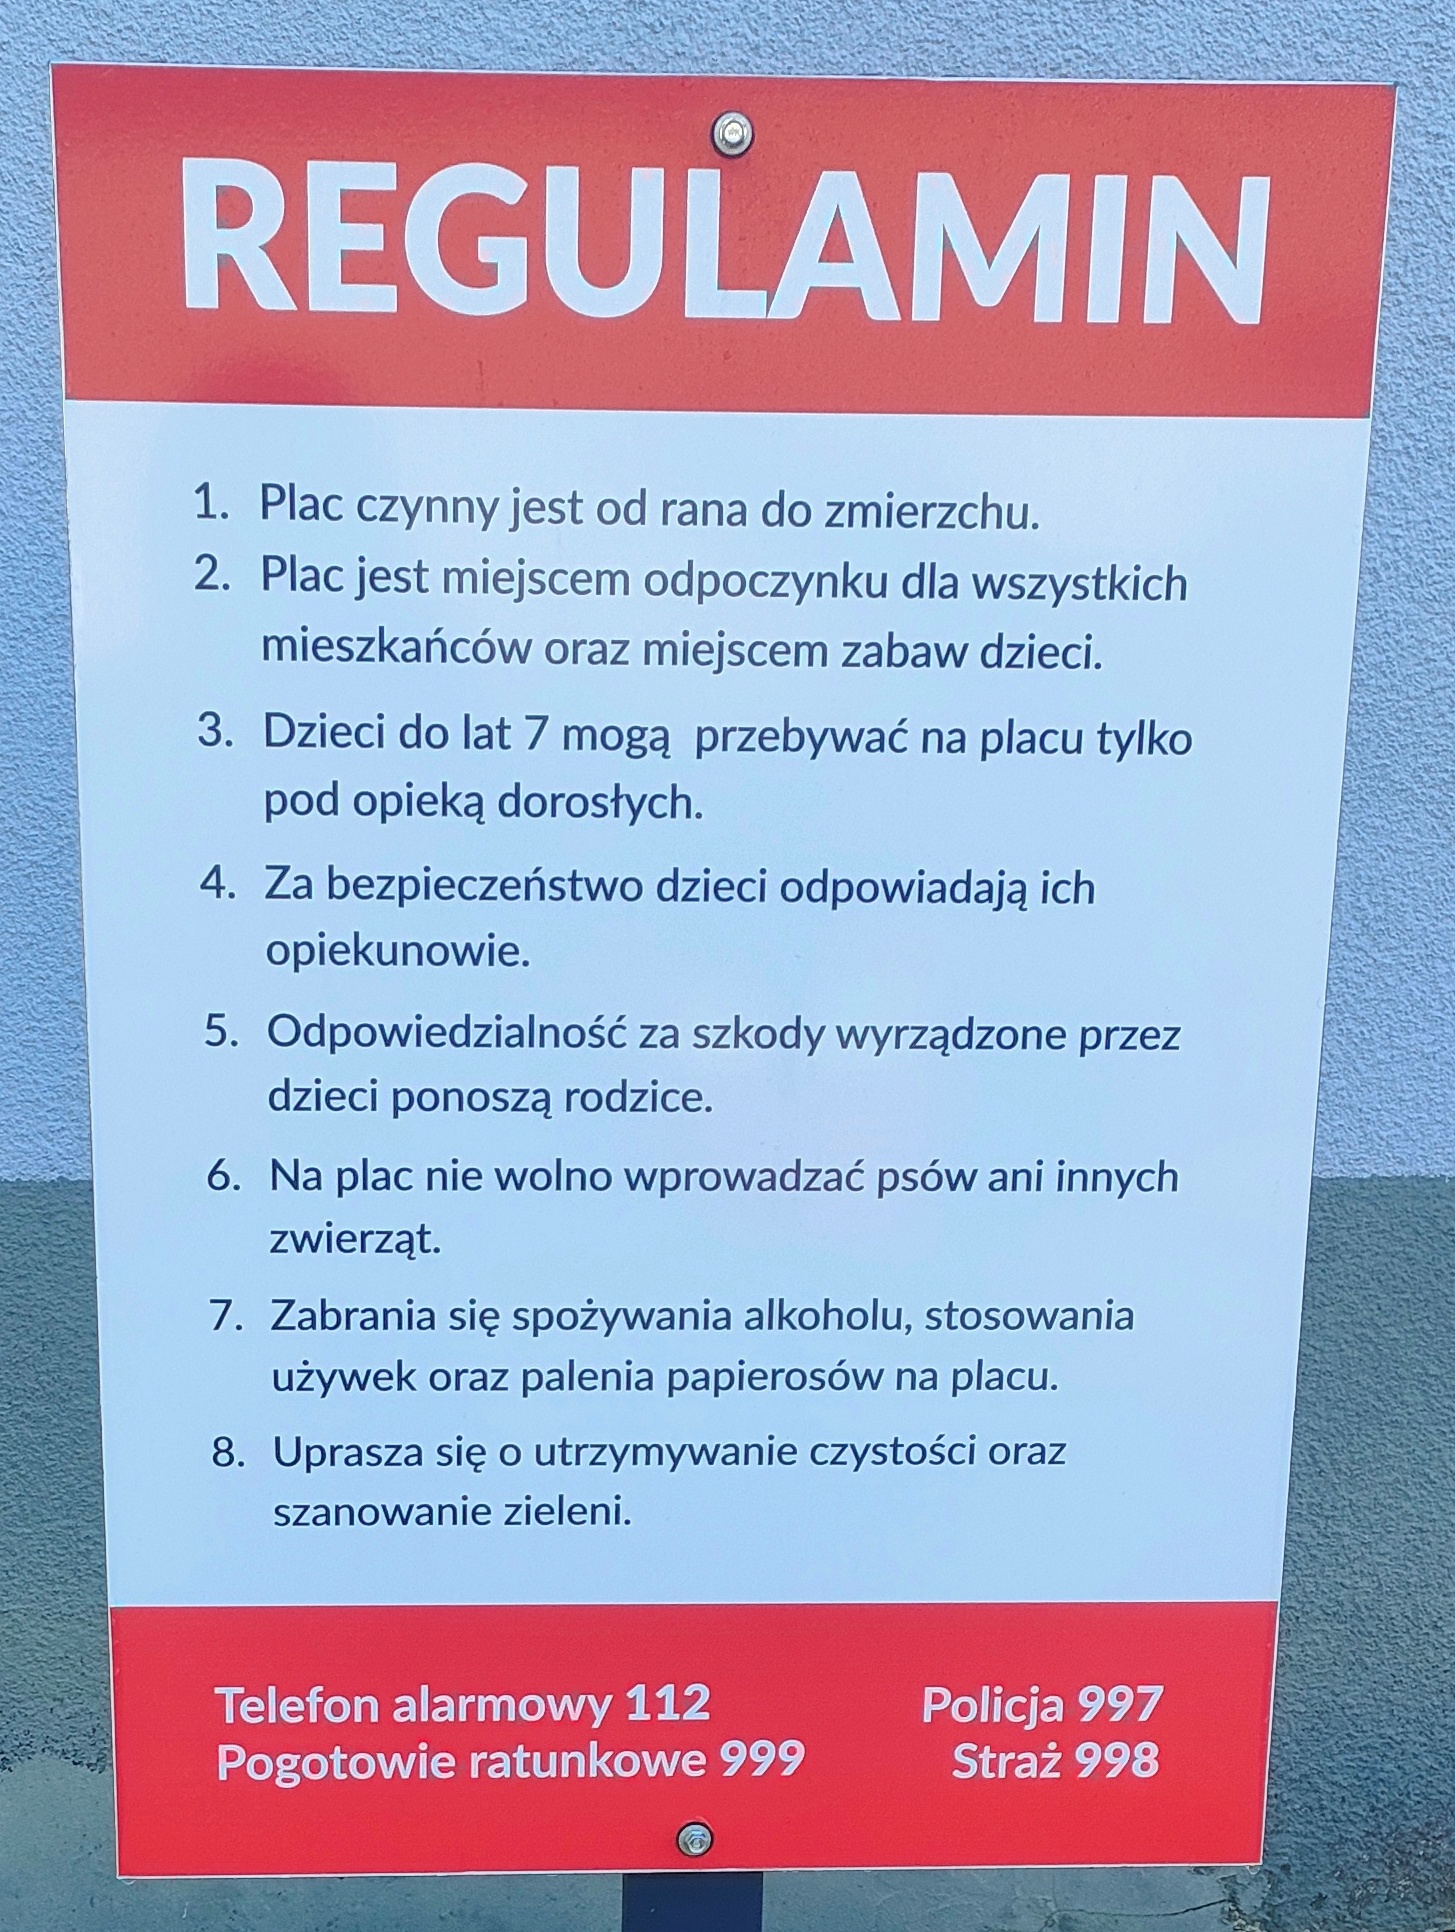 REGULAMIN
1. Plac czynny jest od rana do zmierzchu.
2. Plac jest miejscem odpoczynku dla wszystkich
mieszkańców oraz miejscem zabaw dzieci.
3. Dzieci do lat 7 mogą  przebywać na placu tylko
pod opieką dorosłych.
4. Za bezpieczeństwo dzieci odpowiadają ich
opiekunowie.
5. Odpowiedzialność za szkody wyrządzone przez
dzieci ponoszą rodzice.
6. Na plac nie wolno wprowadzać psów ani innych
zwierząt.
7. Zabrania się spożywania alkoholu, stosowania
używek oraz palenia papierosów na placu.
8. Uprasza się o utrzymywanie czystości oraz
szanowanie zieleni.
Telefon alarmowy 112 Policja 997
Pogotowie ratunkowe 999 Straż 998